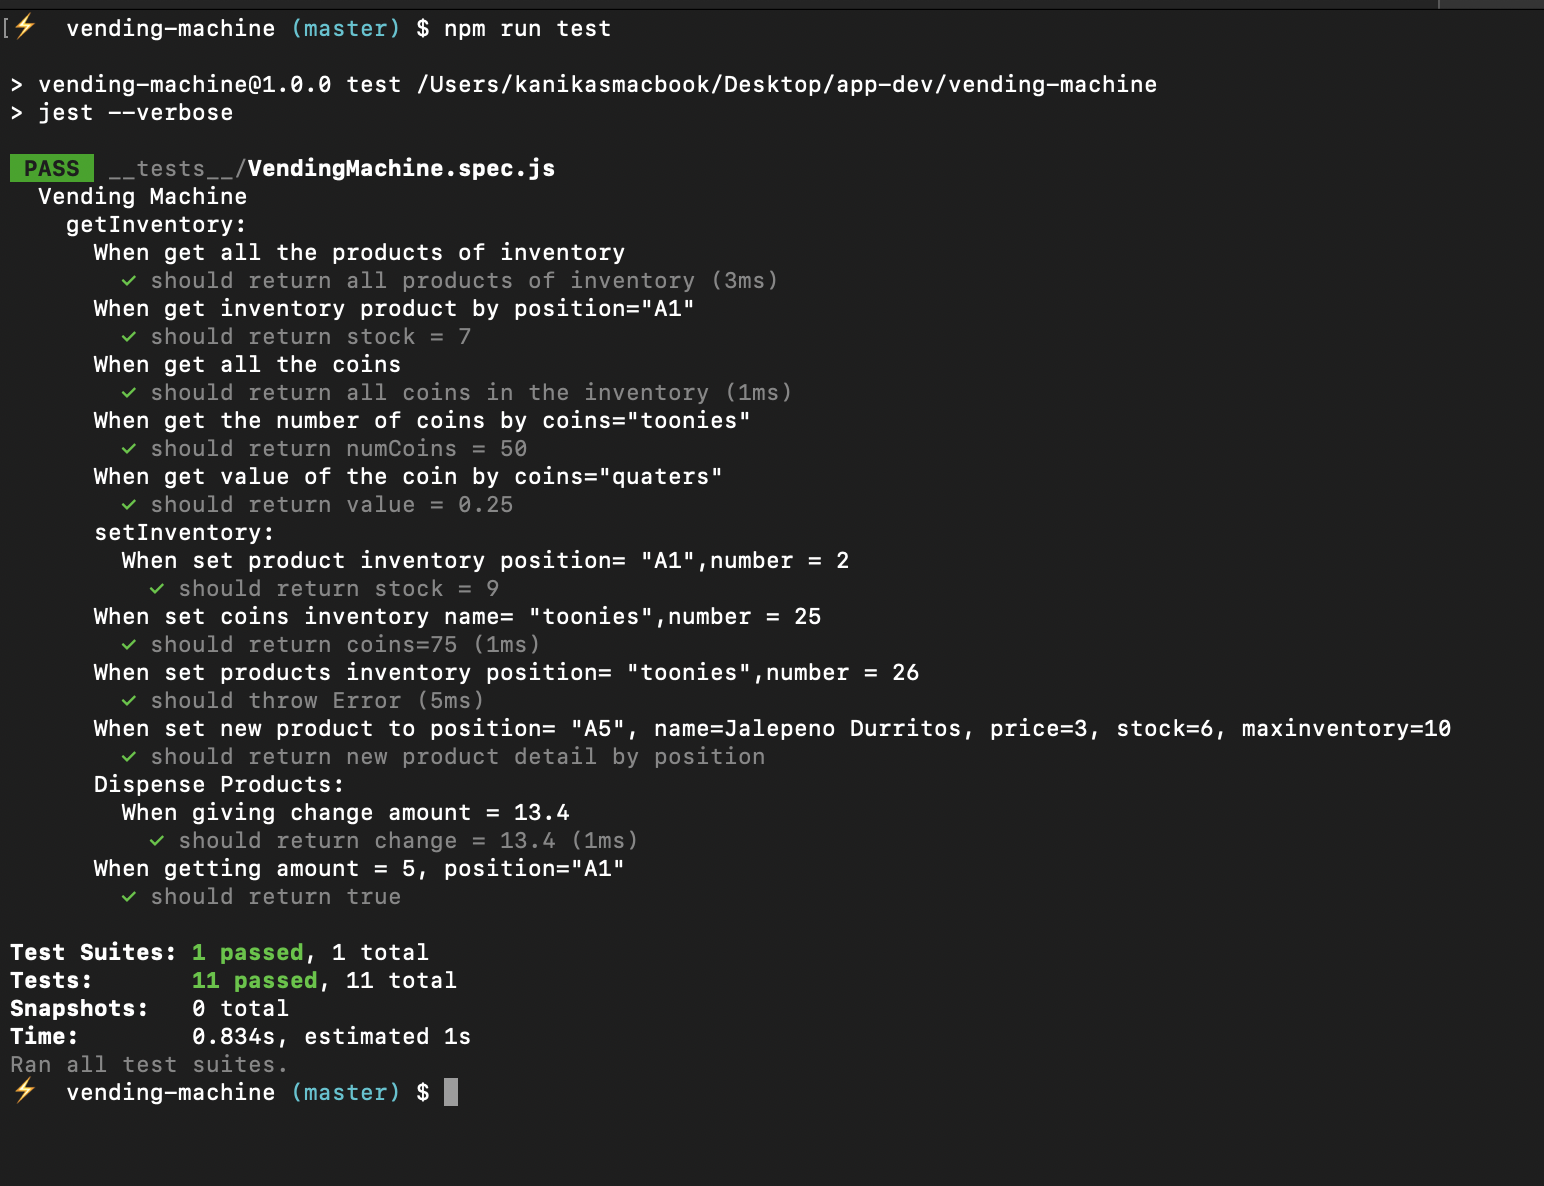 [⚡ vending-machine (master) $ npm run test
> vending-machine@1.0.0 test /Users/kanikasmacbook/Desktop/app-dev/vending-machine
> jest --verbose
PASS __tests__/VendingMachine.spec.js
Vending Machine
getInventory:
When get all the products of inventory
✓ should return all products of inventory (3ms)
When get inventory product by position="A1"
✓ should return stock = 7
When get all the coins
✓ should return all coins in the inventory (1ms)
When get the number of coins by coins="toonies"
✓ should return numCoins = 50
When get value of the coin by coins="quaters"
✓ should return value = 0.25
setInventory:
When set product inventory position= "A1",number = 2
✓ should return stock = 9
When set coins inventory name= "toonies",number = 25
✓ should return coins=75 (1ms)
When set products inventory position= "toonies",number = 26
✓ should throw Error (5ms)
When set new product to position= "A5", name=Jalepeno Durritos, price=3, stock=6, maxinventory=10
✓ should return new product detail by position
Dispense Products:
When giving change amount = 13.4
✓ should return change = 13.4 (1ms)
When getting amount = 5, position="A1"
✓ should return true
Test Suites: 1 passed, 1 total
Tests: 11 passed, 11 total
Snapshots: 0 total
Time: 0.834s, estimated 1s
Ran all test suites.
⚡ vending-machine (master) $